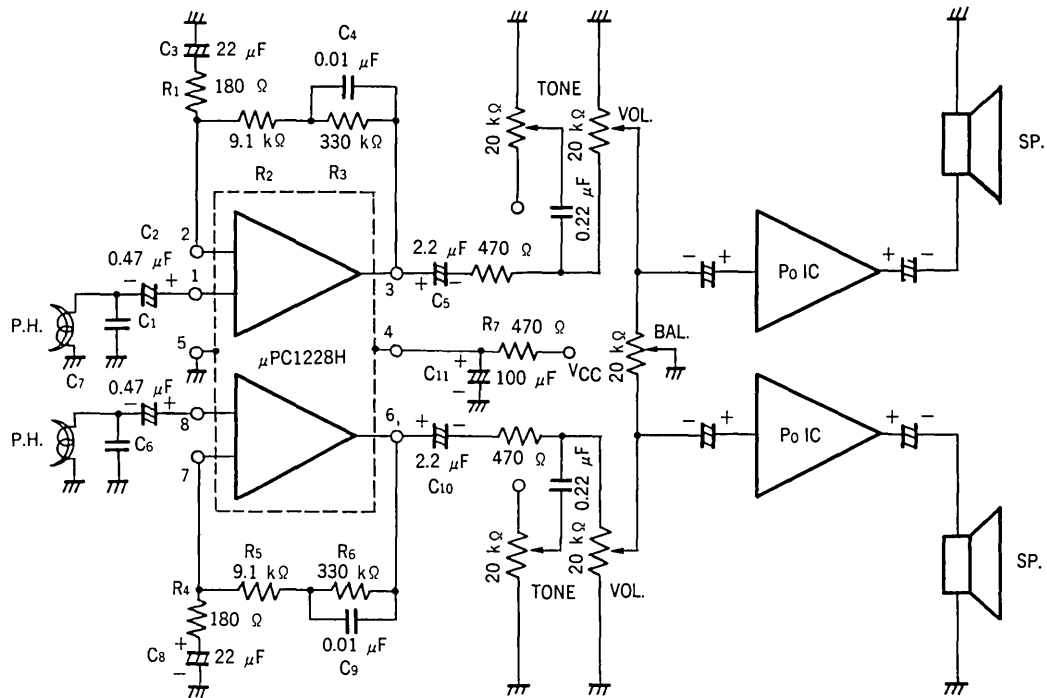 C3
22 μF
R1
180 Ω
C4
0.01 μF
9.1 kΩ
330 kΩ
R2
R3
TONE
20 kΩ
0.22 μF
20 kΩ
VOL.
SP.
C2
0.47 μF
- +
2
1
3
2.2 μF
470 Ω
+ -
C5
- +
Po IC
+ -
P.H.
C1
5
μPC1228H
4
R7 470 Ω
VCC
+
C11
100 μF
-
20 kΩ
BAL.
C7
0.47 μF
- +
8
6
+ -
2.2 μF
C10
470 Ω
0.22 μF
- +
Po IC
+ -
P.H.
C6
7
R5
9.1 kΩ
R6
330 kΩ
0.01 μF
C9
R4
180 Ω
C8
+
22 μF
-
20 kΩ
TONE
20 kΩ
VOL.
SP.